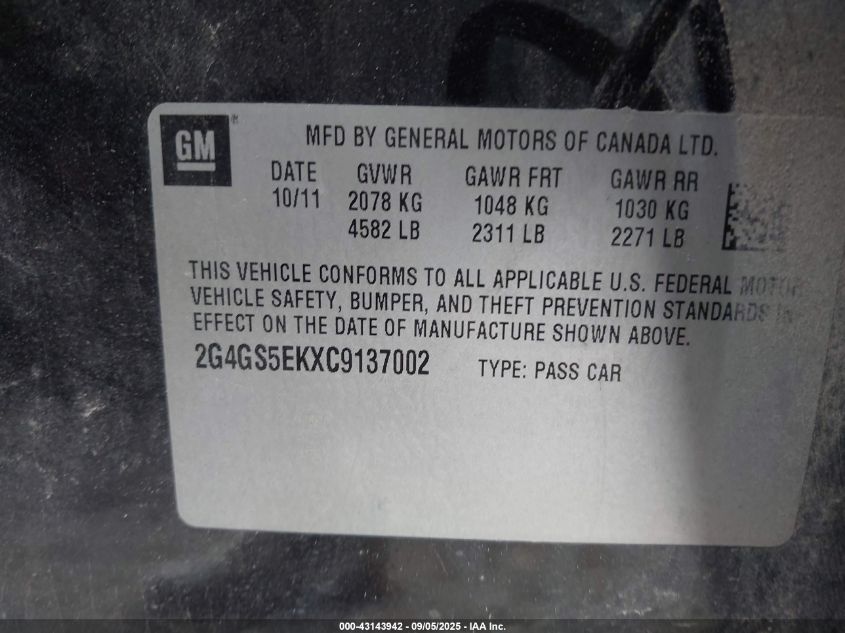 GM ®
MFD BY GENERAL MOTORS OF CANADA LTD.
DATE GVWR GAWR FRT GAWR RR
10/11 2078 KG 1048 KG 1030 KG
4582 LB 2311 LB 2271 LB
THIS VEHICLE CONFORMS TO ALL APPLICABLE U.S. FEDERAL MOTOR
VEHICLE SAFETY, BUMPER, AND THEFT PREVENTION STANDARDS IN
EFFECT ON THE DATE OF MANUFACTURE SHOWN ABOVE.
2G4GS5EKXC9137002 TYPE: PASS CAR
000-43143942 - 09/05/2025 - IAA Inc.